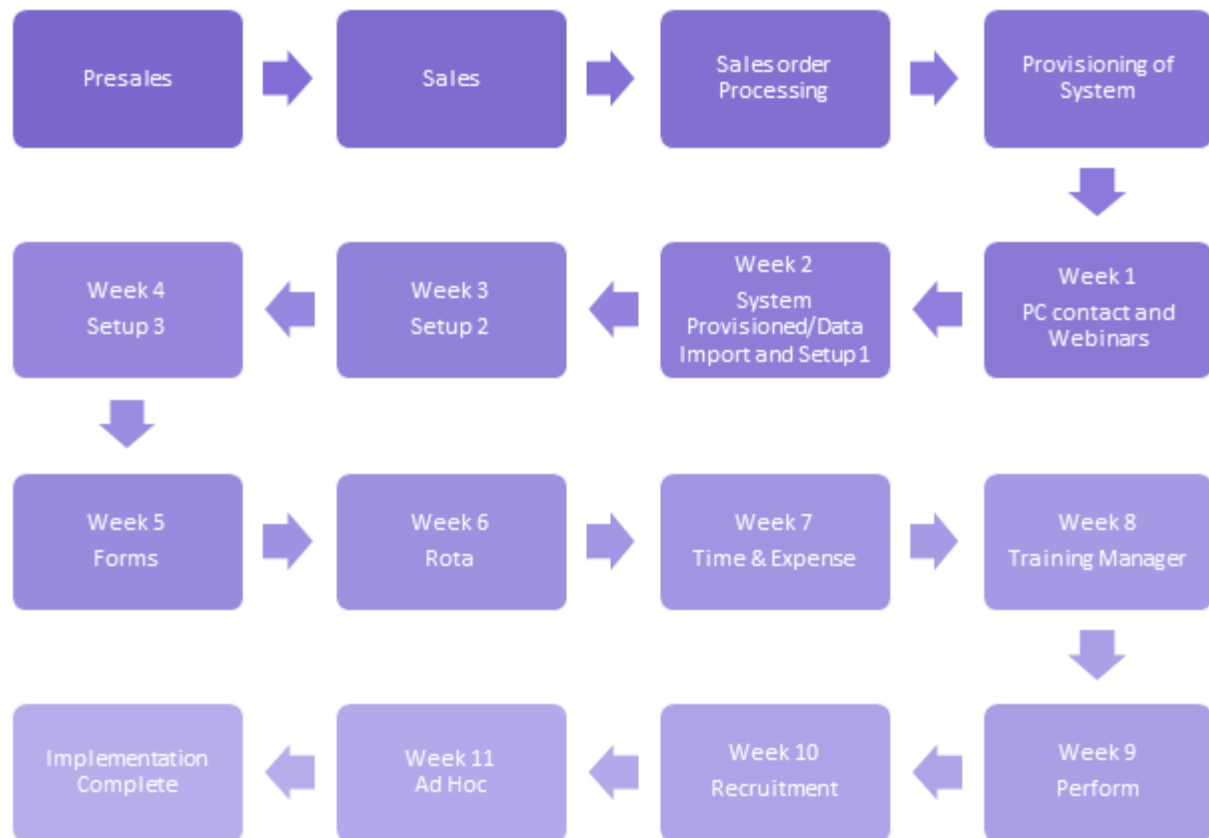 Presales
Sales
Sales order
Processing
Provisioning of
System
Week 1
PC contact and
Webinars
Week 2
System
Provisioned/Data
Import and Setup 1
Week 3
Setup 2
Week 4
Setup 3
Week 5
Forms
Week 6
Rota
Week 7
Time & Expense
Week 8
Training Manager
Week 9
Perform
Week 10
Recruitment
Week 11
Ad Hoc
Implementation
Complete